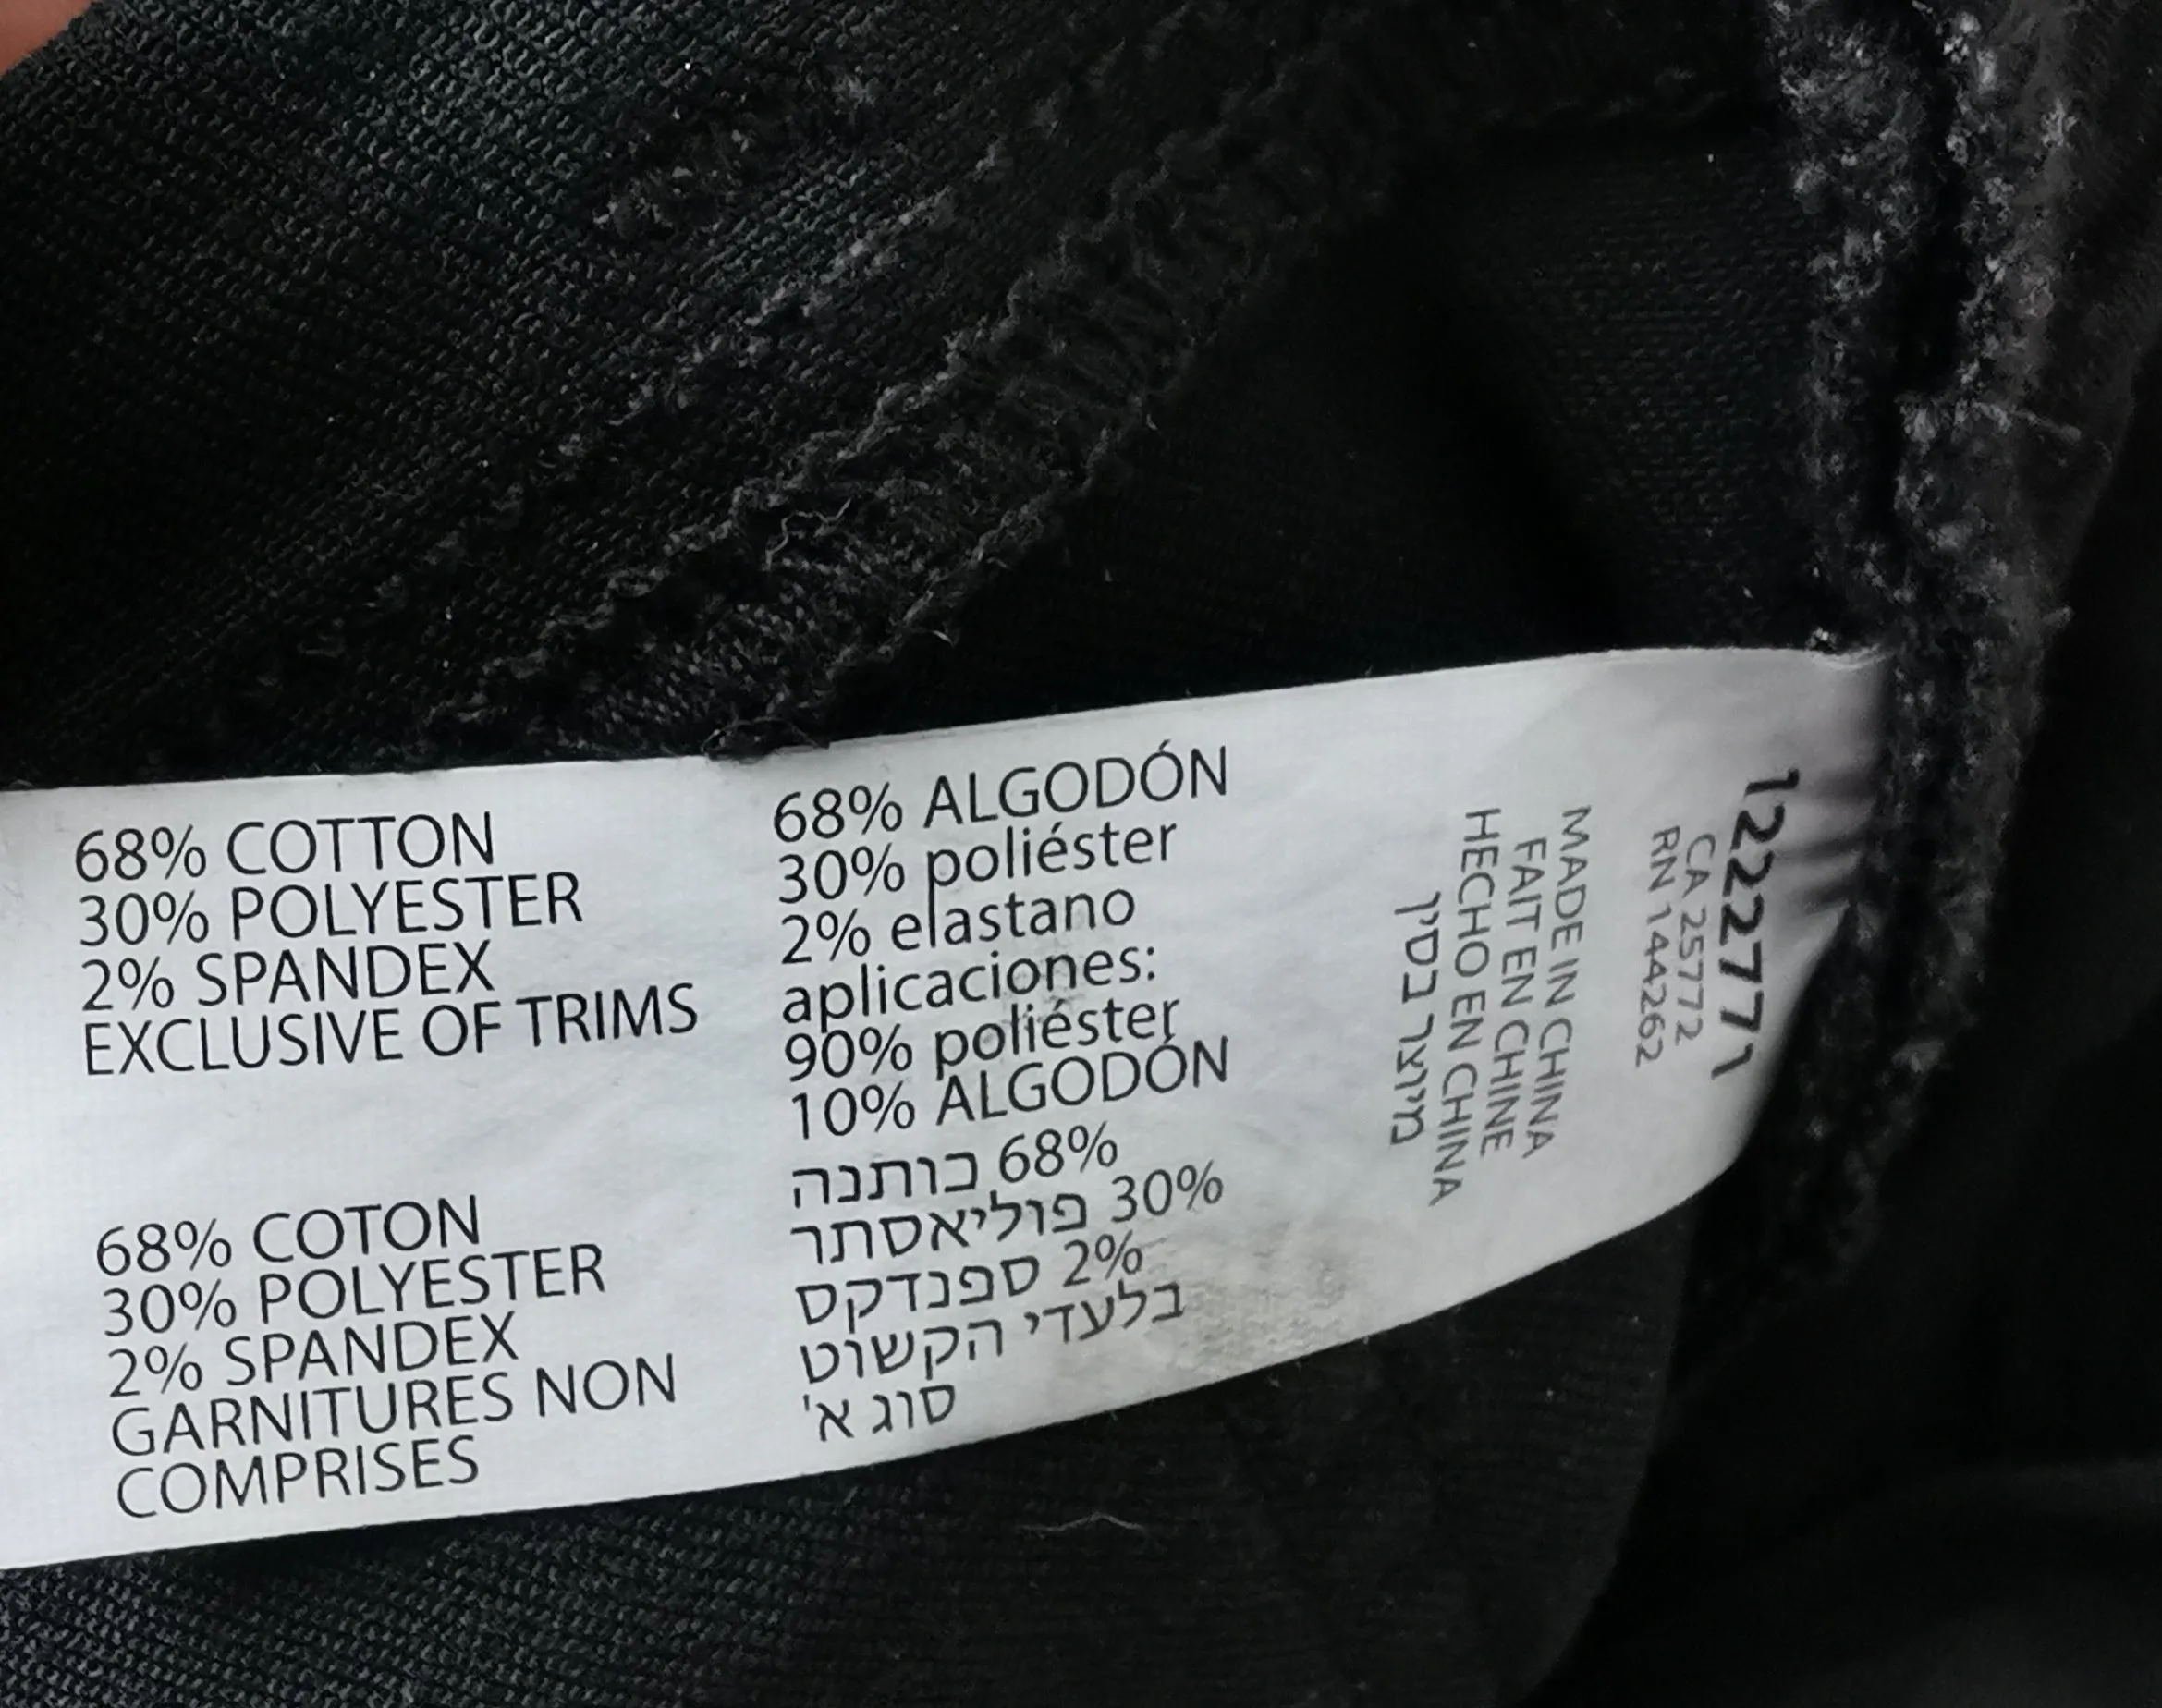 68% COTTON
30% POLYESTER
2% SPANDEX
EXCLUSIVE OF TRIMS
68% COTON
30% POLYESTER
2% SPANDEX
GARNITURES NON
COMPRISES
68% ALGODÓN
30% poliéster
2% elastano
aplicaciones:
90% poliéster
10% ALGODÓN
68% כותנה
30% פוליאסתר
2% ספנדקס
בלעדי הקשוט
סוג א'
1222771
CA 25772
RN 144262
MADE IN CHINA
FAIT EN CHINE
HECHO EN CHINA
מיוצר בסין